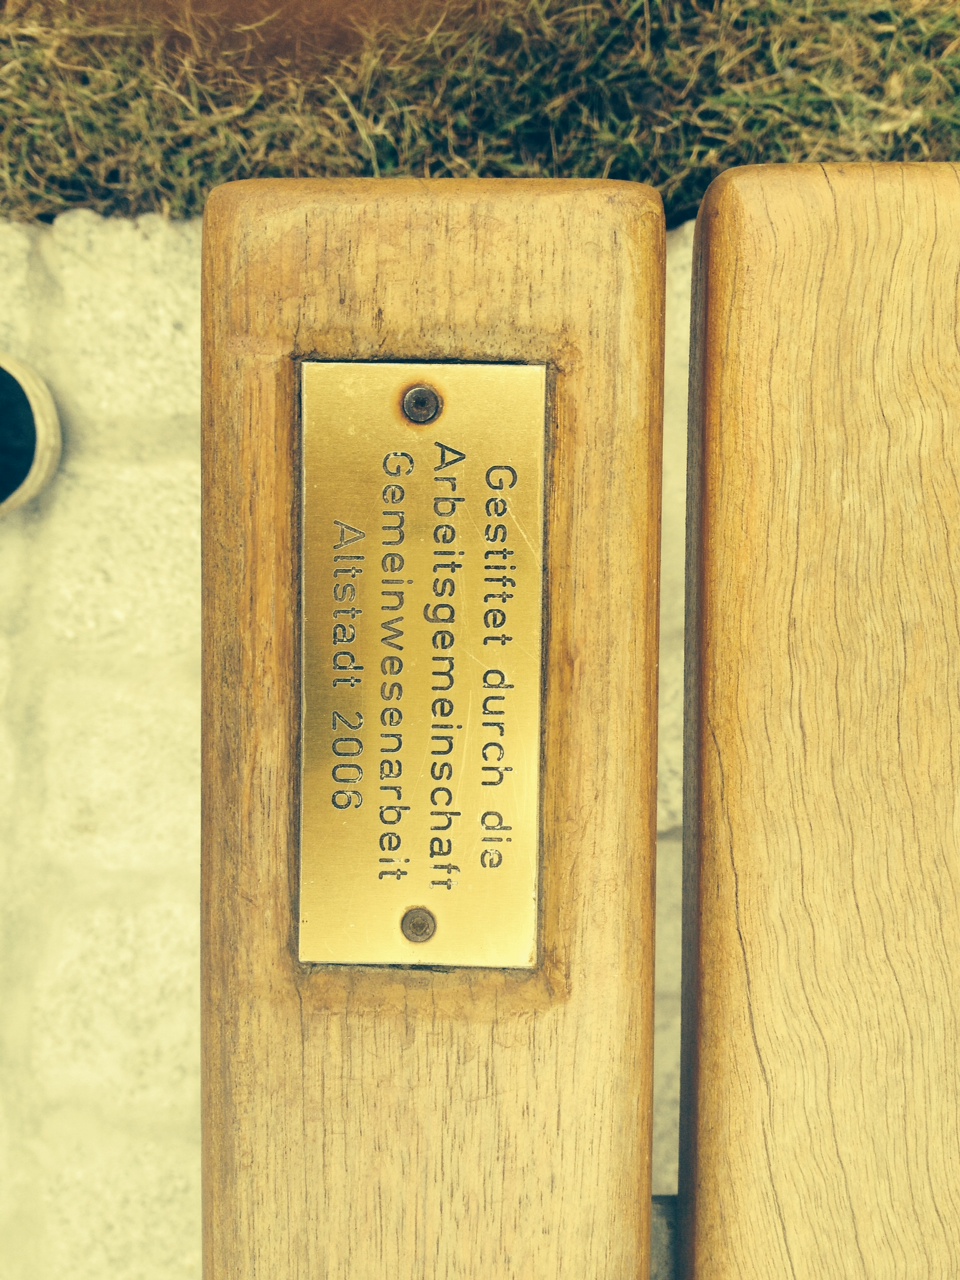 Gestiftet durch die
Arbeitsgemeinschaft
Gemeinwesenarbeit
Altstadt 2006